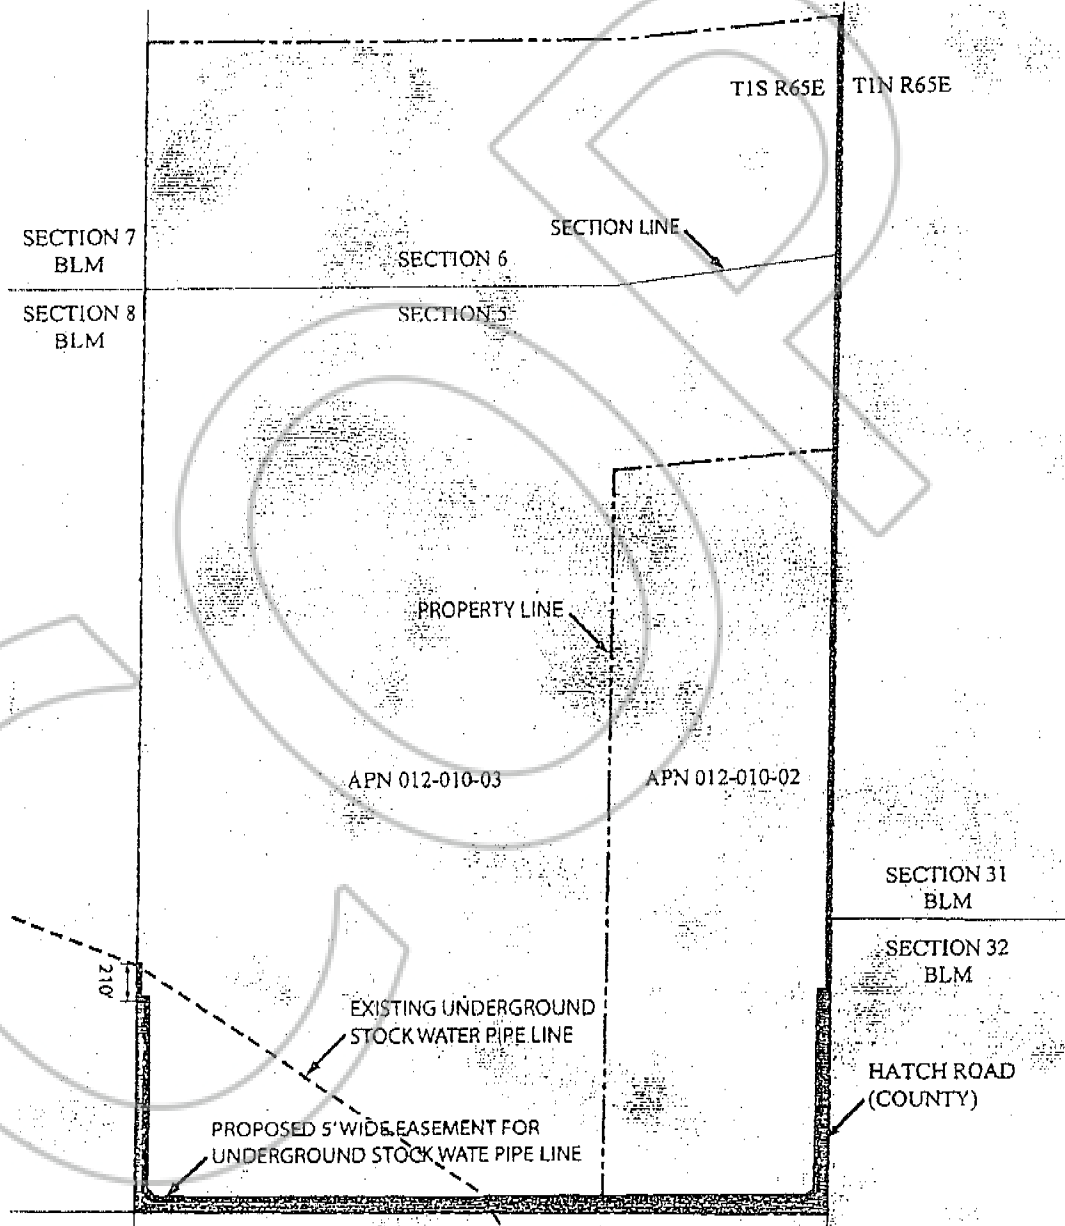 T1S R65E
T1N R65E
SECTION LINE
SECTION 7
BLM
SECTION 6
SECTION 8
BLM
SECTION 5
PROPERTY LINE
APN 012-010-03
APN 012-010-02
SECTION 31
BLM
SECTION 32
BLM
210'
EXISTING UNDERGROUND
STOCK WATER PIPE LINE
HATCH ROAD
(COUNTY)
PROPOSED 5' WIDE EASEMENT FOR
UNDERGROUND STOCK WATE PIPE LINE
COP